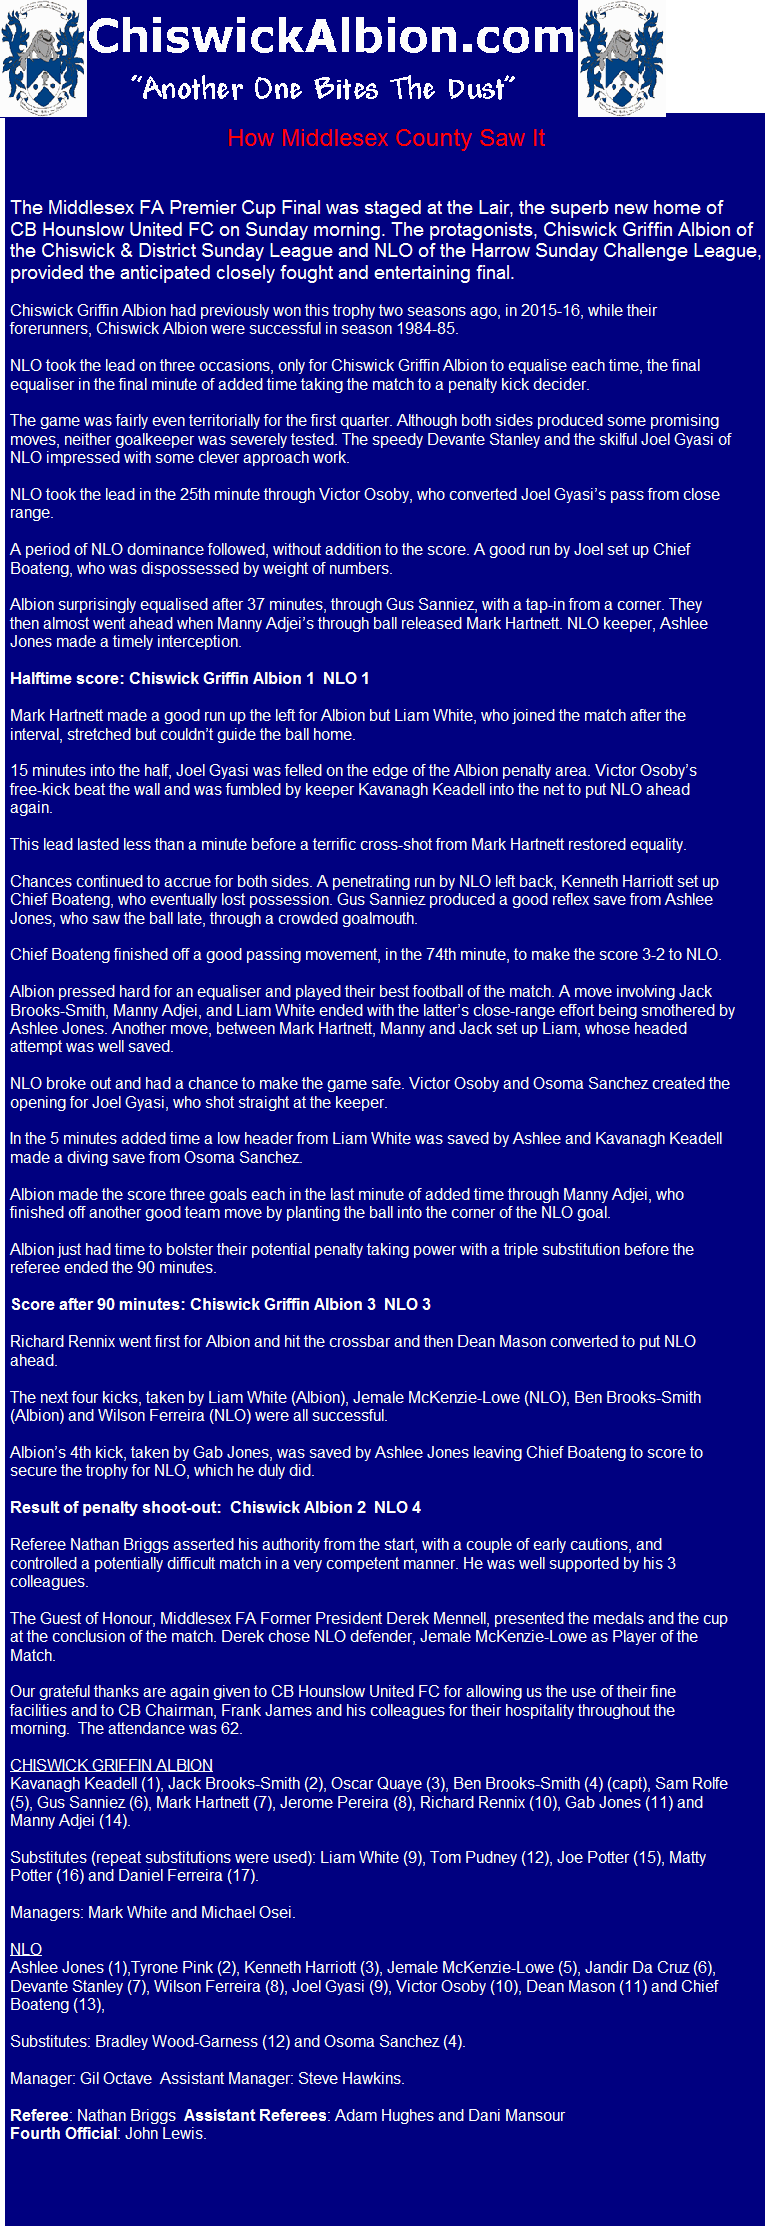 ChiswickAlbion.com
"Another One Bites The Dust"
How Middlesex County Saw It
The Middlesex FA Premier Cup Final was staged at the Lair, the superb new home of
CB Hounslow United FC on Sunday morning. The protagonists, Chiswick Griffin Albion of
the Chiswick & District Sunday League and NLO of the Harrow Sunday Challenge League,
provided the anticipated closely fought and entertaining final.
Chiswick Griffin Albion had previously won this trophy two seasons ago, in 2015-16, while their
forerunners, Chiswick Albion were successful in season 1984-85.
NLO took the lead on three occasions, only for Chiswick Griffin Albion to equalise each time, the final
equaliser in the final minute of added time taking the match to a penalty kick decider.
The game was fairly even territorially for the first quarter. Although both sides produced some promising
moves, neither goalkeeper was severely tested. The speedy Devante Stanley and the skilful Joel Gyasi of
NLO impressed with some clever approach work.
NLO took the lead in the 25th minute through Victor Osoby, who converted Joel Gyasi's pass from close
range.
A period of NLO dominance followed, without addition to the score. A good run by Joel set up Chief
Boateng, who was dispossessed by weight of numbers.
Albion surprisingly equalised after 37 minutes, through Gus Sanniez, with a tap-in from a corner. They
then almost went ahead when Manny Adjei's through ball released Mark Hartnett. NLO keeper, Ashlee
Jones made a timely interception.
Halftime score: Chiswick Griffin Albion 1  NLO 1
Mark Hartnett made a good run up the left for Albion but Liam White, who joined the match after the
interval, stretched but couldn't guide the ball home.
15 minutes into the half, Joel Gyasi was felled on the edge of the Albion penalty area. Victor Osoby's
free-kick beat the wall and was fumbled by keeper Kavanagh Keadell into the net to put NLO ahead
again.
This lead lasted less than a minute before a terrific cross-shot from Mark Hartnett restored equality.
Chances continued to accrue for both sides. A penetrating run by NLO left back, Kenneth Harriott set up
Chief Boateng, who eventually lost possession. Gus Sanniez produced a good reflex save from Ashlee
Jones, who saw the ball late, through a crowded goalmouth.
Chief Boateng finished off a good passing movement, in the 74th minute, to make the score 3-2 to NLO.
Albion pressed hard for an equaliser and played their best football of the match. A move involving Jack
Brooks-Smith, Manny Adjei, and Liam White ended with the latter's close-range effort being smothered by
Ashlee Jones. Another move, between Mark Hartnett, Manny and Jack set up Liam, whose headed
attempt was well saved.
NLO broke out and had a chance to make the game safe. Victor Osoby and Osoma Sanchez created the
opening for Joel Gyasi, who shot straight at the keeper.
In the 5 minutes added time a low header from Liam White was saved by Ashlee and Kavanagh Keadell
made a diving save from Osoma Sanchez.
Albion made the score three goals each in the last minute of added time through Manny Adjei, who
finished off another good team move by planting the ball into the corner of the NLO goal.
Albion just had time to bolster their potential penalty taking power with a triple substitution before the
referee ended the 90 minutes.
Score after 90 minutes: Chiswick Griffin Albion 3  NLO 3
Richard Rennix went first for Albion and hit the crossbar and then Dean Mason converted to put NLO
ahead.
The next four kicks, taken by Liam White (Albion), Jemale McKenzie-Lowe (NLO), Ben Brooks-Smith
(Albion) and Wilson Ferreira (NLO) were all successful.
Albion's 4th kick, taken by Gab Jones, was saved by Ashlee Jones leaving Chief Boateng to score to
secure the trophy for NLO, which he duly did.
Result of penalty shoot-out:  Chiswick Albion 2  NLO 4
Referee Nathan Briggs asserted his authority from the start, with a couple of early cautions, and
controlled a potentially difficult match in a very competent manner. He was well supported by his 3
colleagues.
The Guest of Honour, Middlesex FA Former President Derek Mennell, presented the medals and the cup
at the conclusion of the match. Derek chose NLO defender, Jemale McKenzie-Lowe as Player of the
Match.
Our grateful thanks are again given to CB Hounslow United FC for allowing us the use of their fine
facilities and to CB Chairman, Frank James and his colleagues for their hospitality throughout the
morning.  The attendance was 62.
CHISWICK GRIFFIN ALBION
Kavanagh Keadell (1), Jack Brooks-Smith (2), Oscar Quaye (3), Ben Brooks-Smith (4) (capt), Sam Rolfe
(5), Gus Sanniez (6), Mark Hartnett (7), Jerome Pereira (8), Richard Rennix (10), Gab Jones (11) and
Manny Adjei (14).
Substitutes (repeat substitutions were used): Liam White (9), Tom Pudney (12), Joe Potter (15), Matty
Potter (16) and Daniel Ferreira (17).
Managers: Mark White and Michael Osei.
NLO
Ashlee Jones (1),Tyrone Pink (2), Kenneth Harriott (3), Jemale McKenzie-Lowe (5), Jandir Da Cruz (6),
Devante Stanley (7), Wilson Ferreira (8), Joel Gyasi (9), Victor Osoby (10), Dean Mason (11) and Chief
Boateng (13),
Substitutes: Bradley Wood-Garness (12) and Osoma Sanchez (4).
Manager: Gil Octave  Assistant Manager: Steve Hawkins.
Referee: Nathan Briggs  Assistant Referees: Adam Hughes and Dani Mansour
Fourth Official: John Lewis.